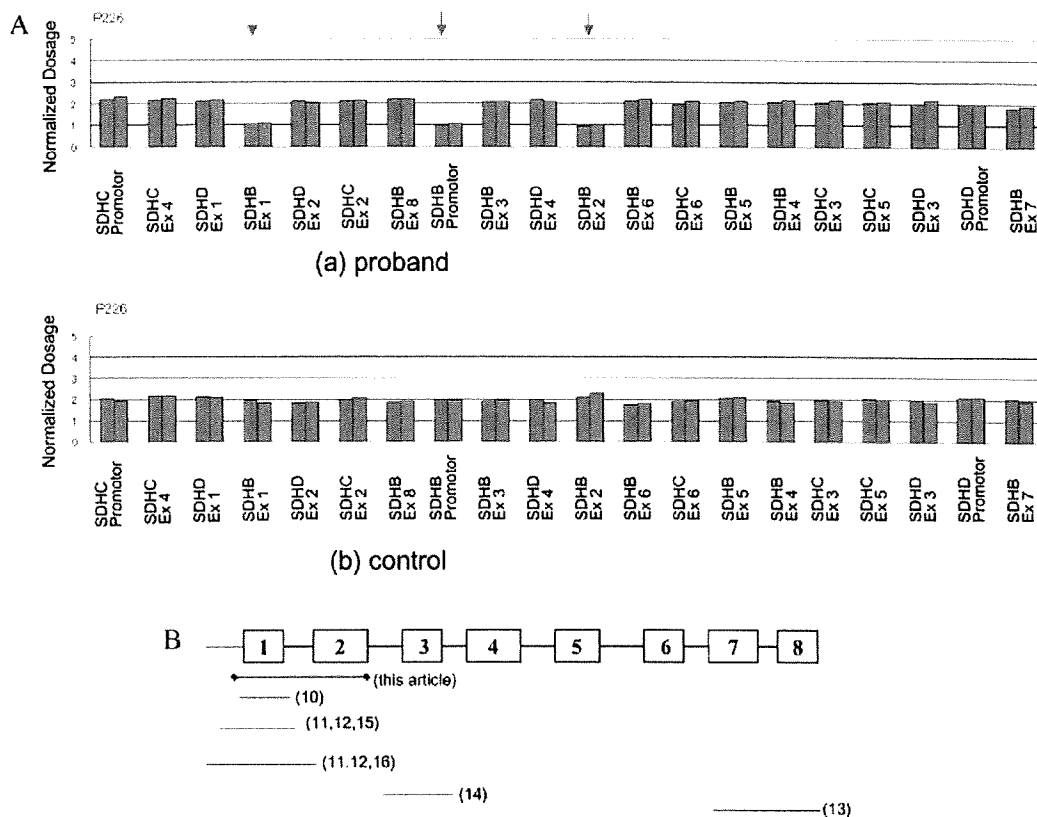 A
P226
Normalized Dosage
5
4
3
2
1
0
SDHC Promotor
SDHC Ex 4
SDHD Ex 1
SDHB Ex 1
SDHD Ex 2
SDHC Ex 2
SDHB Ex 8
SDHB Promotor
SDHB Ex 3
SDHD Ex 4
SDHB Ex 2
SDHB Ex 6
SDHC Ex 6
SDHB Ex 5
SDHB Ex 4
SDHC Ex 3
SDHC Ex 5
SDHD Ex 3
SDHD Promotor
SDHB Ex 7
(a) proband
P226
Normalized Dosage
5
4
3
2
1
0
SDHC Promotor
SDHC Ex 4
SDHD Ex 1
SDHB Ex 1
SDHD Ex 2
SDHC Ex 2
SDHB Ex 8
SDHB Promotor
SDHB Ex 3
SDHD Ex 4
SDHB Ex 2
SDHB Ex 6
SDHC Ex 6
SDHB Ex 5
SDHB Ex 4
SDHC Ex 3
SDHC Ex 5
SDHD Ex 3
SDHD Promotor
SDHB Ex 7
(b) control
B
1 2 3 4 5 6 7 8
(this article)
(10)
(11,12,15)
(11.12,16)
(14)
(13)